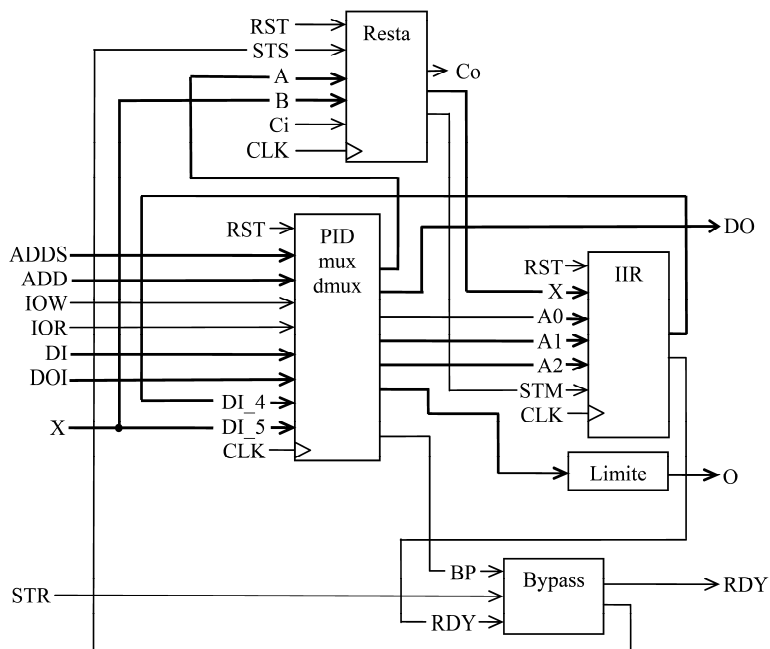 RST
Resta
STS
A
Co
B
Ci
CLK
RST
PID
mux
dmux
DO
ADDS
ADD
RST
IIR
IOW
X
IOR
A0
DI
A1
DOI
A2
DI_4
STM
X
DI_5
CLK
CLK
Limite
O
BP
Bypass
RDY
STR
RDY